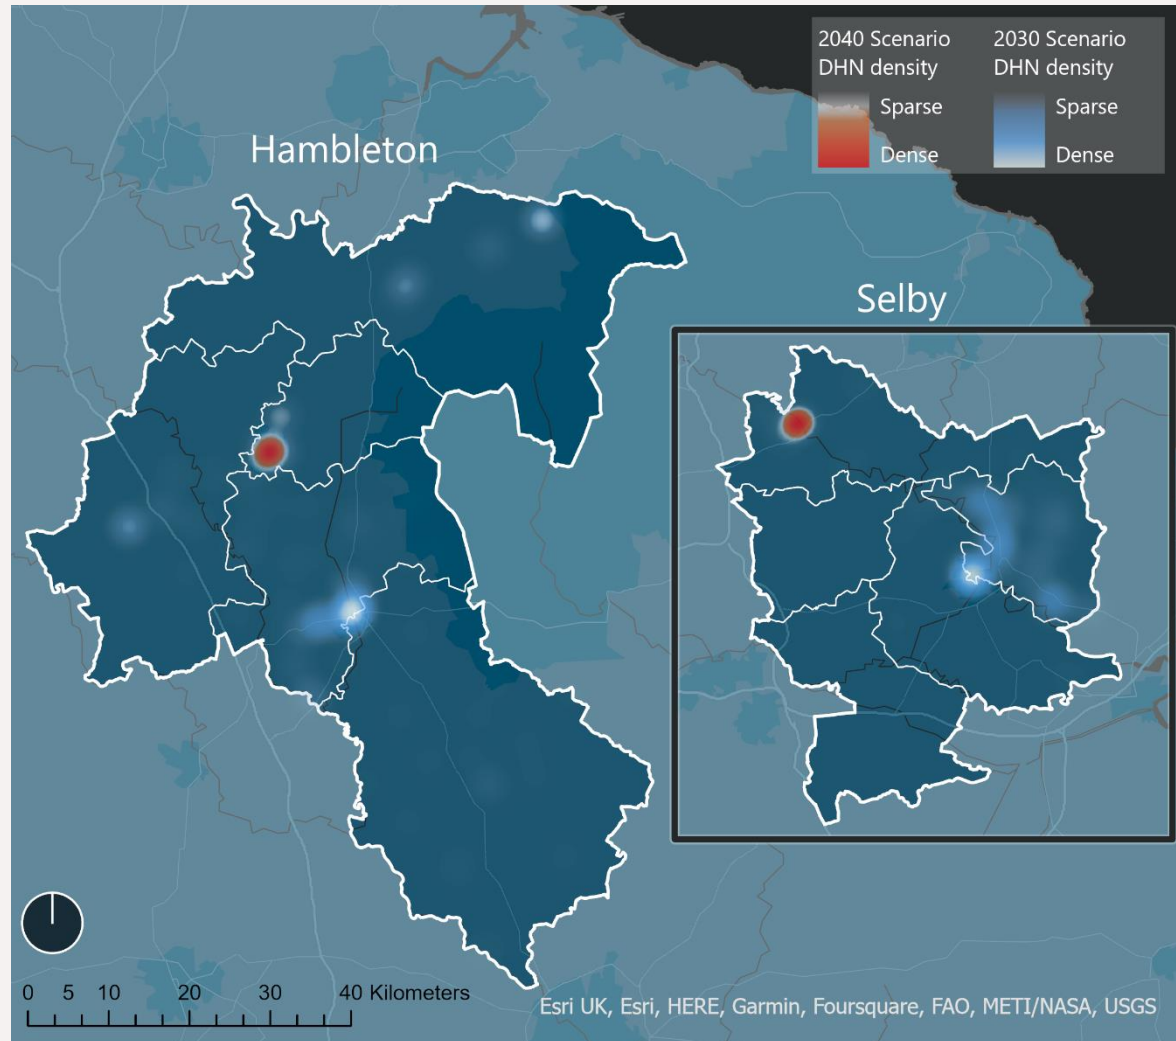 2040 Scenario
DHN density
Sparse
Dense
2030 Scenario
DHN density
Sparse
Dense
Hambleton
Selby
0 5 10 20 30 40 Kilometers
Esri UK, Esri, HERE, Garmin, Foursquare, FAO, METI/NASA, USGS